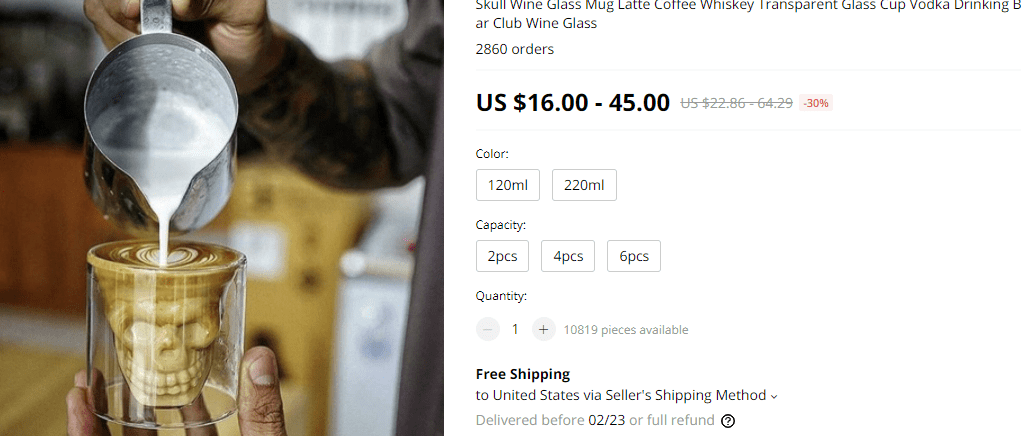 Skull Wine Glass Mug Latte Coffee Whiskey Transparent Glass Cup Vodka Drinking B
ar Club Wine Glass
2860 orders
US $16.00 - 45.00 US $22.86 - 64.29 -30%
Color:
120ml 220ml
Capacity:
2pcs 4pcs 6pcs
Quantity:
− 1 + 10819 pieces available
Free Shipping
to United States via Seller's Shipping Method
Delivered before 02/23 or full refund ?